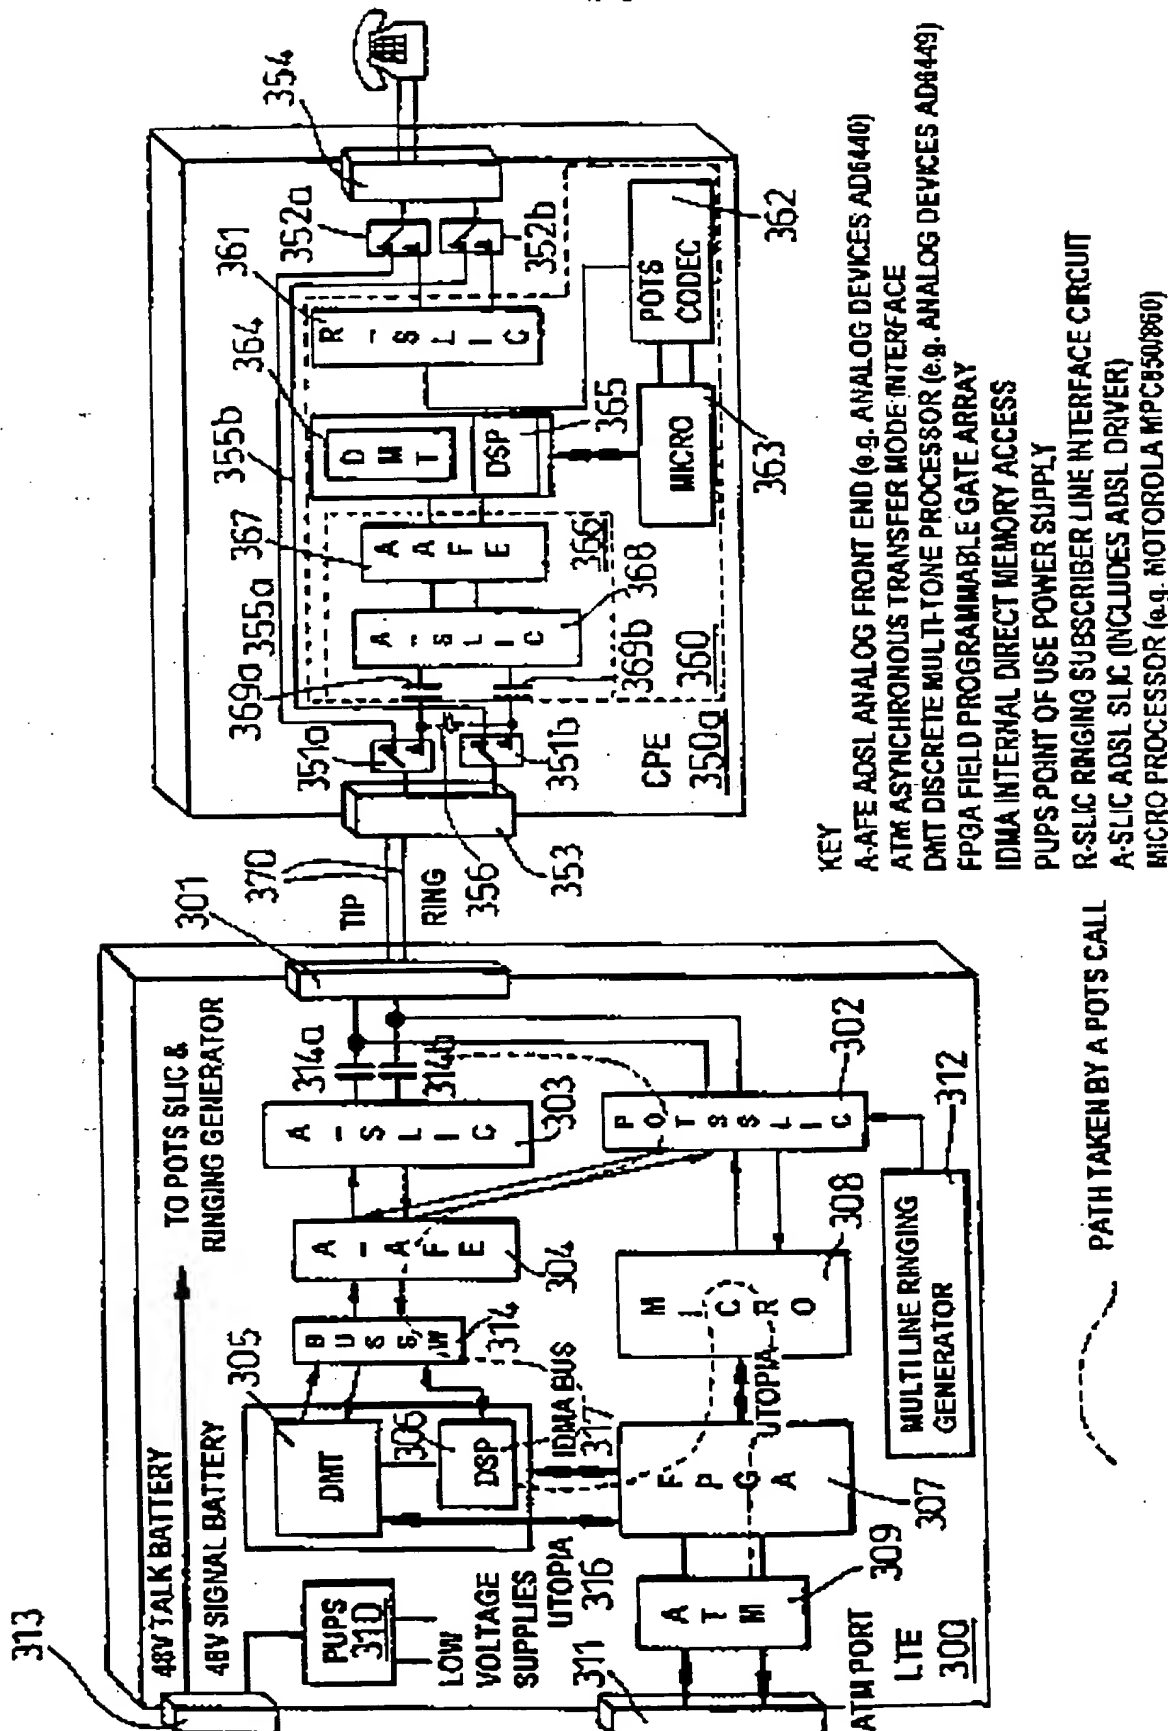 313
48V TALK BATTERY
48V SIGNAL BATTERY
TO POTS SLIC &
RINGING GENERATOR
PUPS
310
LOW
VOLTAGE
SUPPLIES
305
DMT
306
DSP
BUS SW
314
A-AFE
304
A-SLIC
303
314a
314b
301
UTOPIA
316
IDMA BUS
317
FPGA
307
UTOPIA
MICRO
308
POTS SLIC
302
MULTI LINE RINGING
GENERATOR
312
ATM
309
311
ATM PORT
LTE
300
TIP
370
RING
356
353
351a
351b
369a
369b
355a
355b
A-SLIC
368
367
A-AFE
366
364
DMT
DSP
365
361
R-SLIC
352a
352b
354
MICRO
363
POTS
CODEC
362
360
CPE
350a
PATH TAKEN BY A POTS CALL
KEY
A-AFE ADSL ANALOG FRONT END (e.g. ANALOG DEVICES AD6440)
ATM ASYNCHRONOUS TRANSFER MODE INTERFACE
DMT DISCRETE MULTI-TONE PROCESSOR (e.g. ANALOG DEVICES AD6449)
FPGA FIELD PROGRAMMABLE GATE ARRAY
IDMA INTERNAL DIRECT MEMORY ACCESS
PUPS POINT OF USE POWER SUPPLY
R-SLIC RINGING SUBSCRIBER LINE INTERFACE CIRCUIT
A-SLIC ADSL SLIC (INCLUDES ADSL DRIVER)
MICRO PROCESSOR (e.g. MOTOROLA MPC850/860)